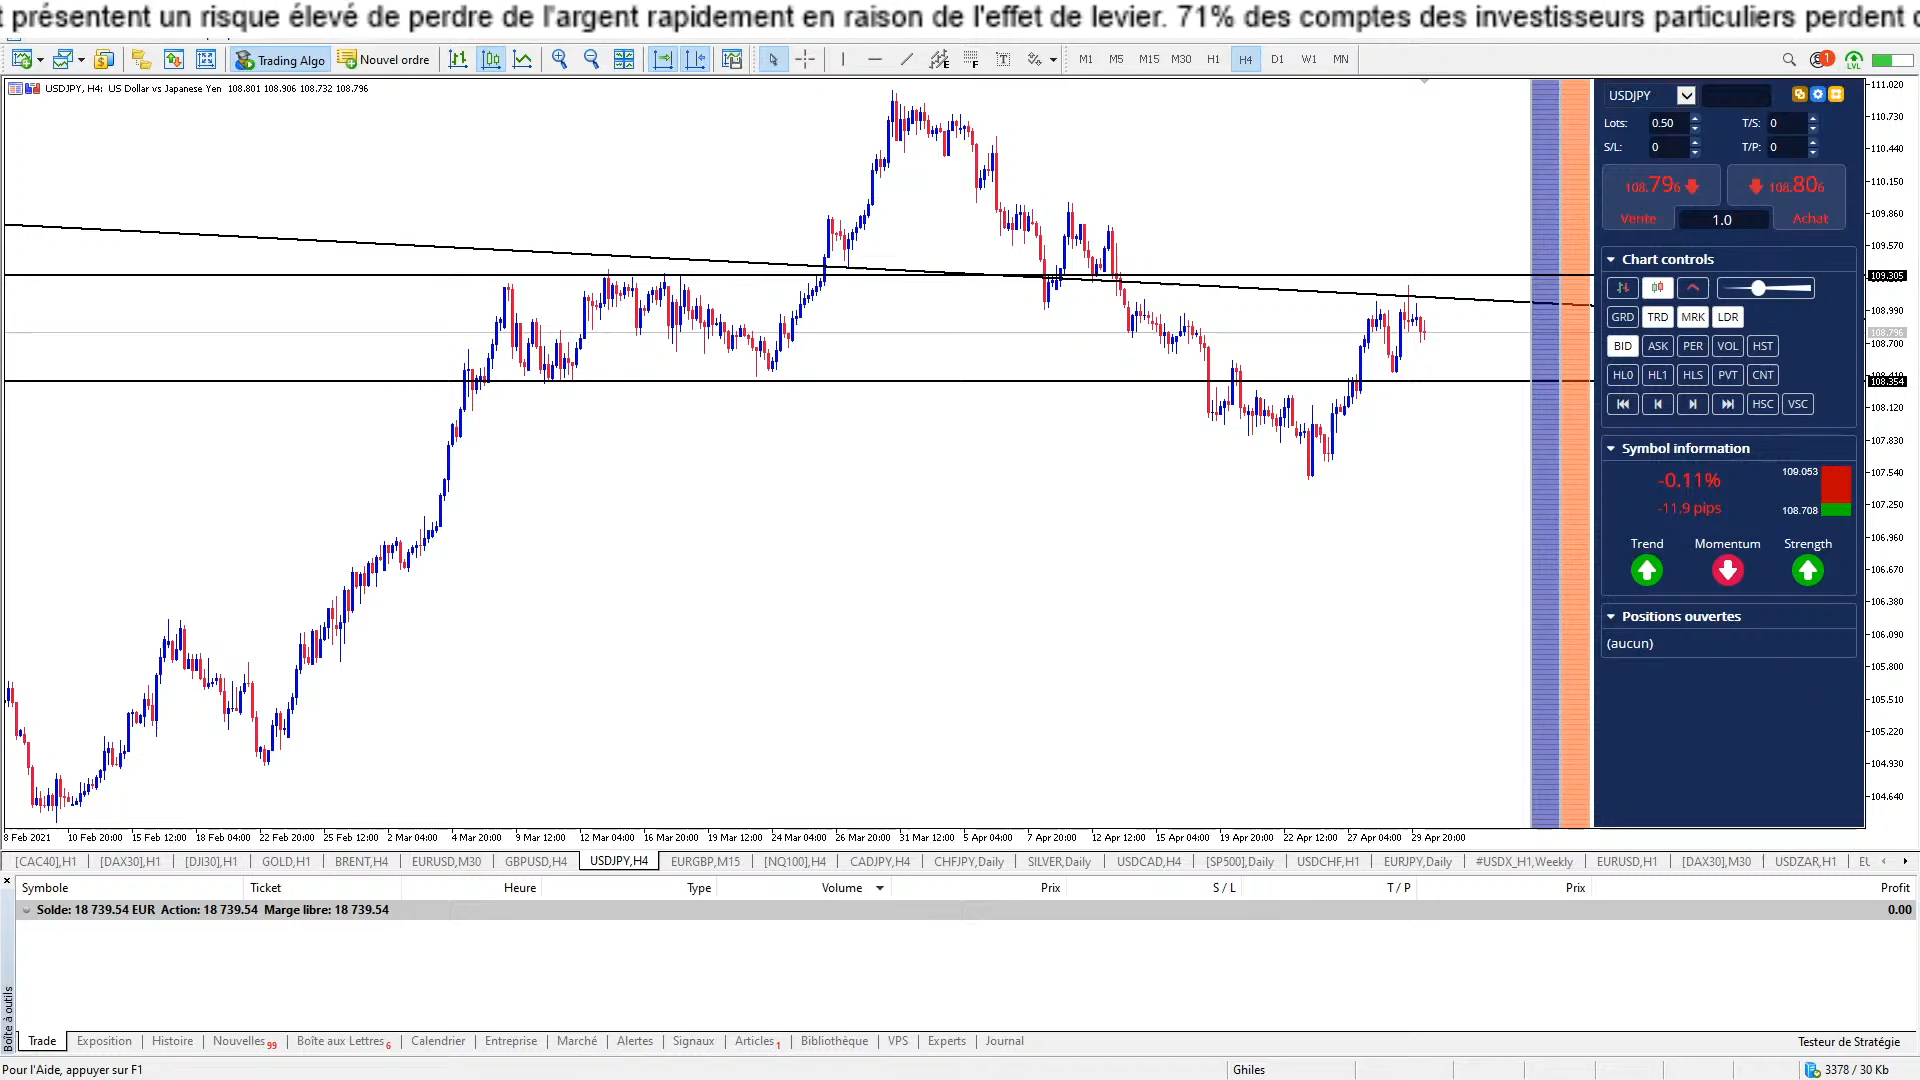 présentent un risque élevé de perdre de l'argent rapidement en raison de l'effet de levier. 71% des comptes des investisseurs particuliers perdent
Trading Algo Nouvel ordre M1 M5 M15 M30 H1 H4 D1 W1 MN 1 LVL
USDJPY, H4: US Dollar vs Japanese Yen 108.801 108.906 108.732 108.796
USDJPY
Lots: 0.50 T/S: 0
S/L: 0 T/P: 0
108.796 108.806
Vente 1.0 Achat
Chart controls
GRD TRD MRK LDR
BID ASK PER VOL HST
HL0 HL1 HLS PVT CNT
HSC VSC
Symbol information
-0.11% 109.053
-11.9 pips 108.708
Trend Momentum Strength
Positions ouvertes
(aucun)
111.020
110.730
110.440
110.150
109.860
109.570
109.305
108.990
108.796
108.700
108.410
108.354
108.120
107.830
107.540
107.250
106.960
106.670
106.380
106.090
105.800
105.510
105.220
104.930
104.640
8 Feb 2021 10 Feb 20:00 15 Feb 12:00 18 Feb 04:00 22 Feb 20:00 25 Feb 12:00 2 Mar 04:00 4 Mar 20:00 9 Mar 12:00 12 Mar 04:00 16 Mar 20:00 19 Mar 12:00 24 Mar 04:00 26 Mar 20:00 31 Mar 12:00 5 Apr 04:00 7 Apr 20:00 12 Apr 12:00 15 Apr 04:00 19 Apr 20:00 22 Apr 12:00 27 Apr 04:00 29 Apr 20:00
[CAC40],H1 [DAX30],H1 [DJI30],H1 GOLD,H1 BRENT,H4 EURUSD,M30 GBPUSD,H4 USDJPY,H4 EURGBP,M15 [NQ100],H4 CADJPY,H4 CHFJPY,Daily SILVER,Daily USDCAD,H4 [SP500],Daily USDCHF,H1 EURJPY,Daily #USDX_H1,Weekly EURUSD,H1 [DAX30],M30 USDZAR,H1 EL
Symbole Ticket Heure Type Volume Prix S / L T / P Prix Profit
Solde: 18 739.54 EUR Action: 18 739.54 Marge libre: 18 739.54 0.00
Boîte à outils
Trade Exposition Histoire Nouvelles 99 Boîte aux Lettres 6 Calendrier Entreprise Marché Alertes Signaux Articles 1 Bibliothèque VPS Experts Journal Testeur de Stratégie
Pour l'Aide, appuyer sur F1 Ghiles 3378 / 30 Kb